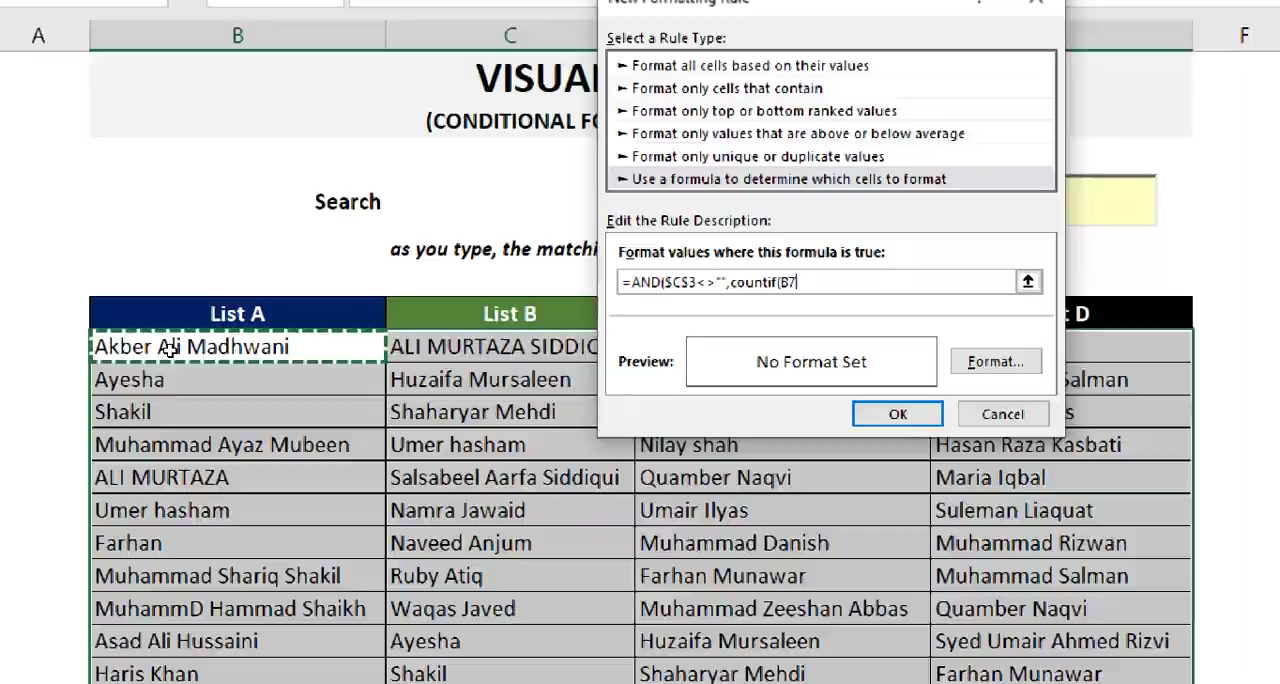 New Formatting Rule
A B C F
Select a Rule Type:
► Format all cells based on their values
► Format only cells that contain
► Format only top or bottom ranked values
► Format only values that are above or below average
► Format only unique or duplicate values
► Use a formula to determine which cells to format
VISUAL
(CONDITIONAL FO
Search
as you type, the matchi
Edit the Rule Description:
Format values where this formula is true:
=AND($C$3<>"",countif(B7
Preview: No Format Set Format...
OK Cancel
List A List B t D
Akber Ali Madhwani ALI MURTAZA SIDDIQ
Ayesha Huzaifa Mursaleen Salman
Shakil Shaharyar Mehdi s
Muhammad Ayaz Mubeen Umer hasham Nilay shah Hasan Raza Kasbati
ALI MURTAZA Salsabeel Aarfa Siddiqui Quamber Naqvi Maria Iqbal
Umer hasham Namra Jawaid Umair Ilyas Suleman Liaquat
Farhan Naveed Anjum Muhammad Danish Muhammad Rizwan
Muhammad Shariq Shakil Ruby Atiq Farhan Munawar Muhammad Salman
MuhammD Hammad Shaikh Waqas Javed Muhammad Zeeshan Abbas Quamber Naqvi
Asad Ali Hussaini Ayesha Huzaifa Mursaleen Syed Umair Ahmed Rizvi
Haris Khan Shakil Shaharyar Mehdi Farhan Munawar